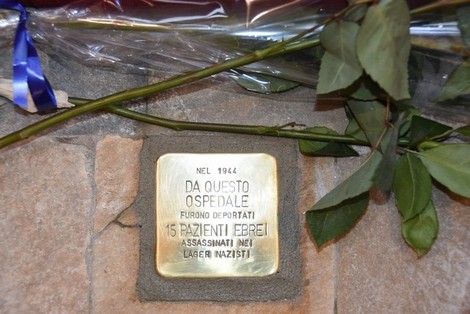 NEL 1944
DA QUESTO
OSPEDALE
FURONO DEPORTATI
15 PAZIENTI EBREI
ASSASSINATI NEI
LAGER NAZISTI